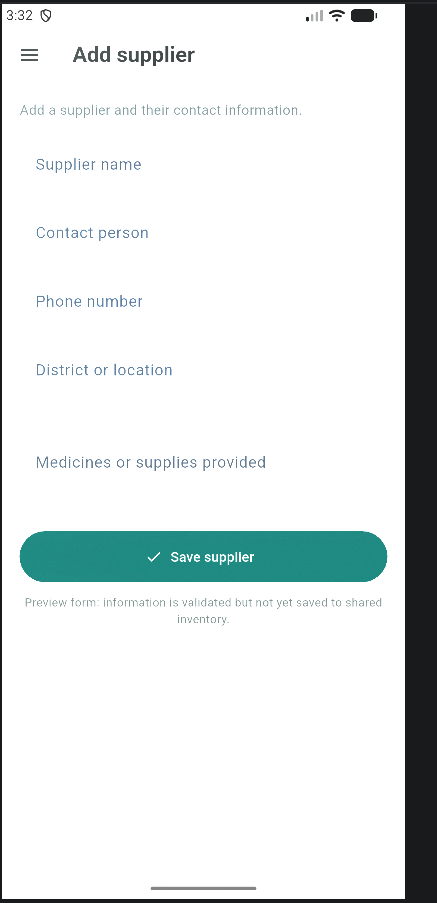 3:32
Add supplier
Add a supplier and their contact information.
Supplier name
Contact person
Phone number
District or location
Medicines or supplies provided
Save supplier
Preview form: information is validated but not yet saved to shared
inventory.